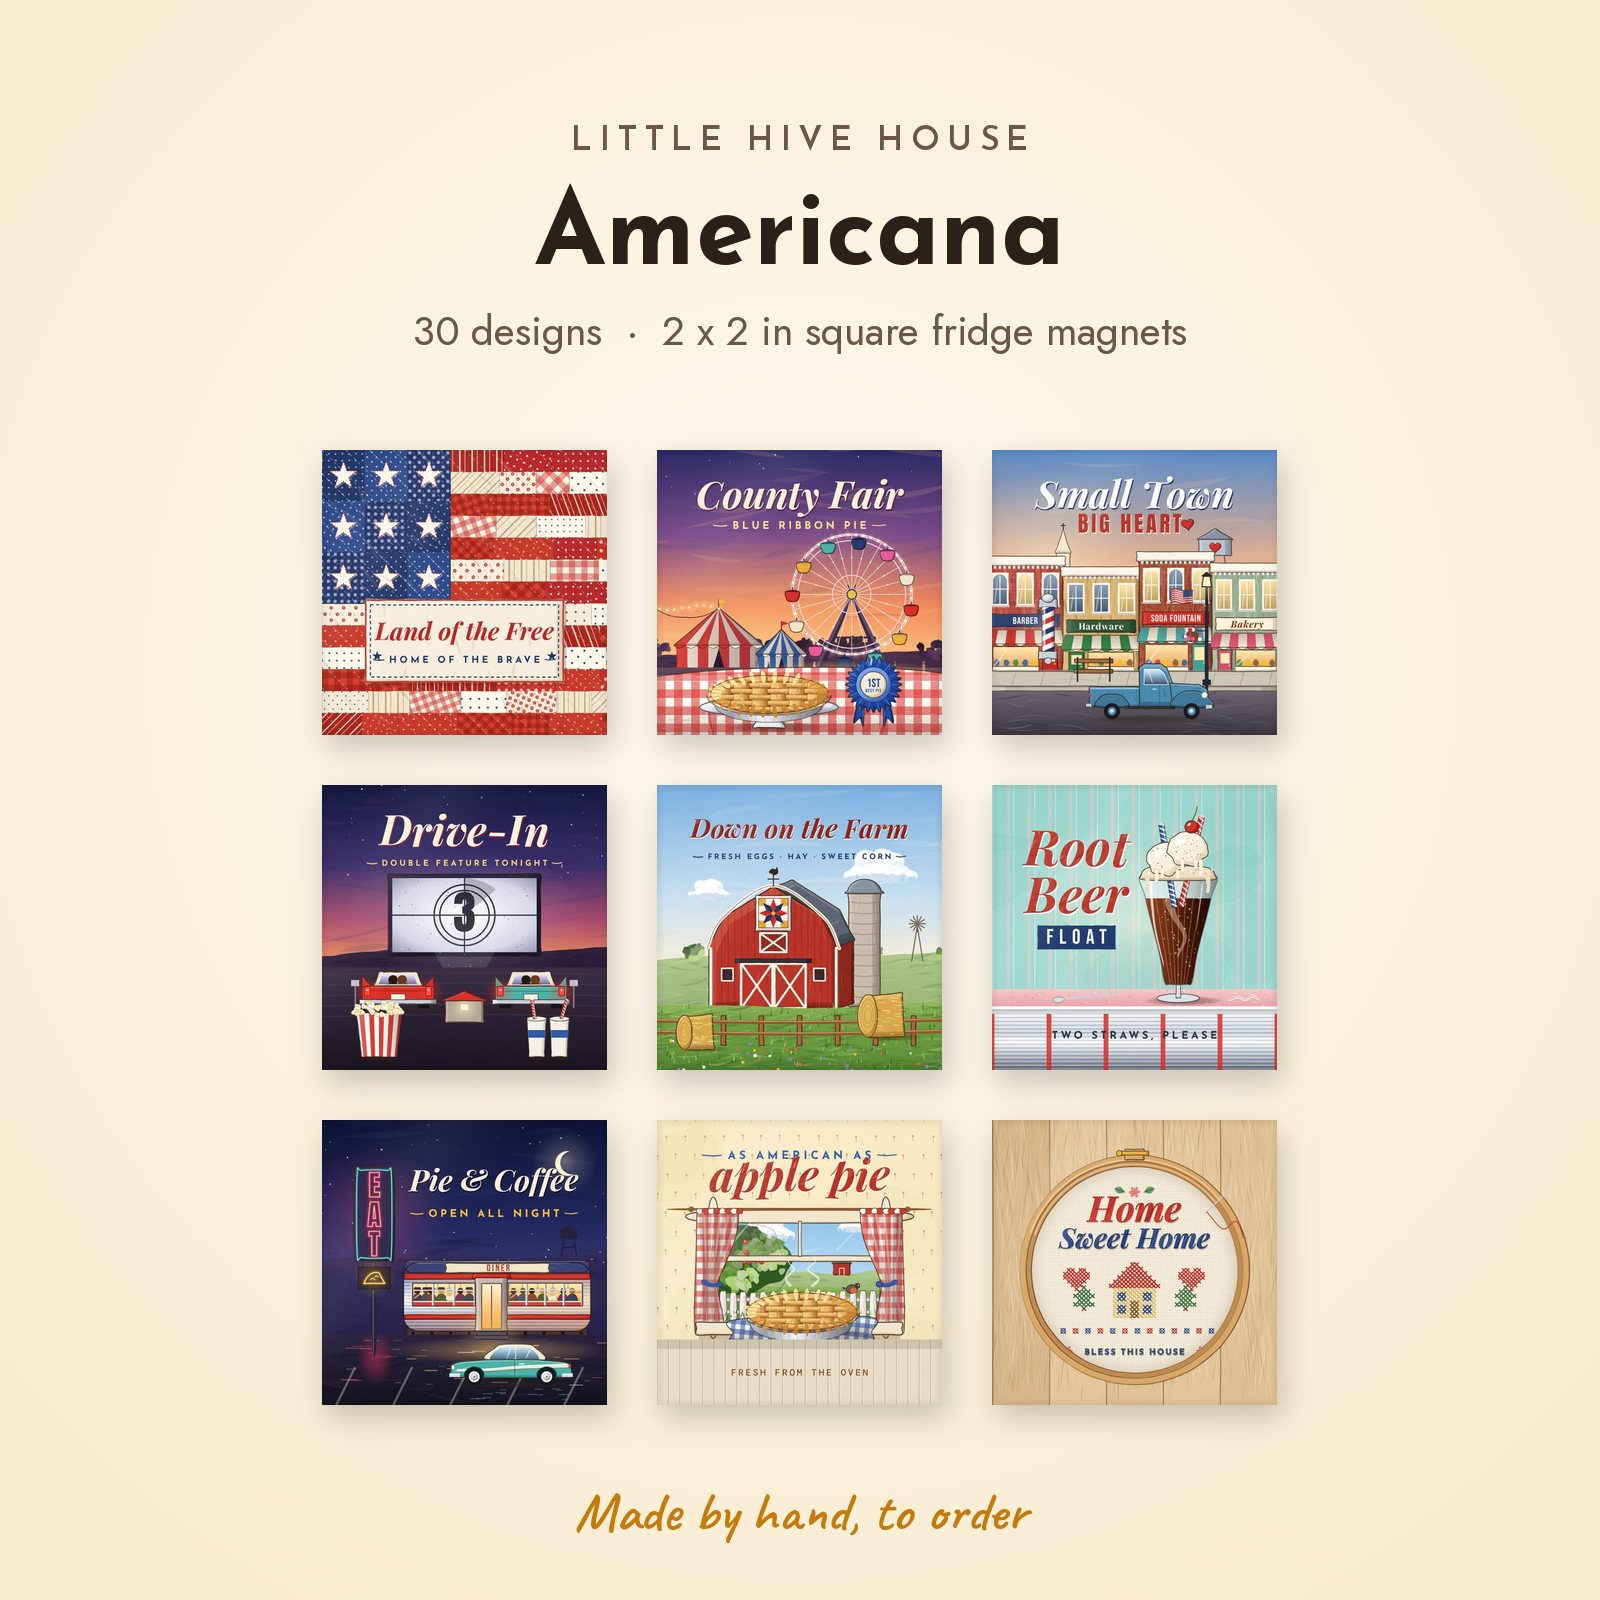 LITTLE HIVE HOUSE
Americana
30 designs · 2 x 2 in square fridge magnets
Land of the Free
HOME OF THE BRAVE
County Fair
BLUE RIBBON PIE
1ST
BEST PIE
Small Town
BIG HEART
BARBER
Hardware
SODA FOUNTAIN
Bakery
Drive-In
DOUBLE FEATURE TONIGHT
3
Down on the Farm
FRESH EGGS · HAY · SWEET CORN
Root
Beer
FLOAT
TWO STRAWS, PLEASE
EAT
Pie & Coffee
OPEN ALL NIGHT
DINER
AS AMERICAN AS
apple pie
FRESH FROM THE OVEN
Home
Sweet Home
BLESS THIS HOUSE
Made by hand, to order